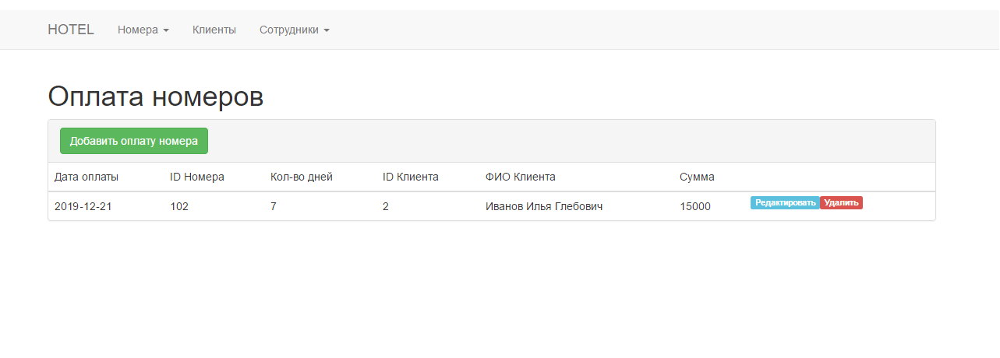 HOTEL Номера Клиенты Сотрудники
Оплата номеров
Добавить оплату номера
Дата оплаты ID Номера Кол-во дней ID Клиента ФИО Клиента Сумма
2019-12-21 102 7 2 Иванов Илья Глебович 15000 Редактировать Удалить